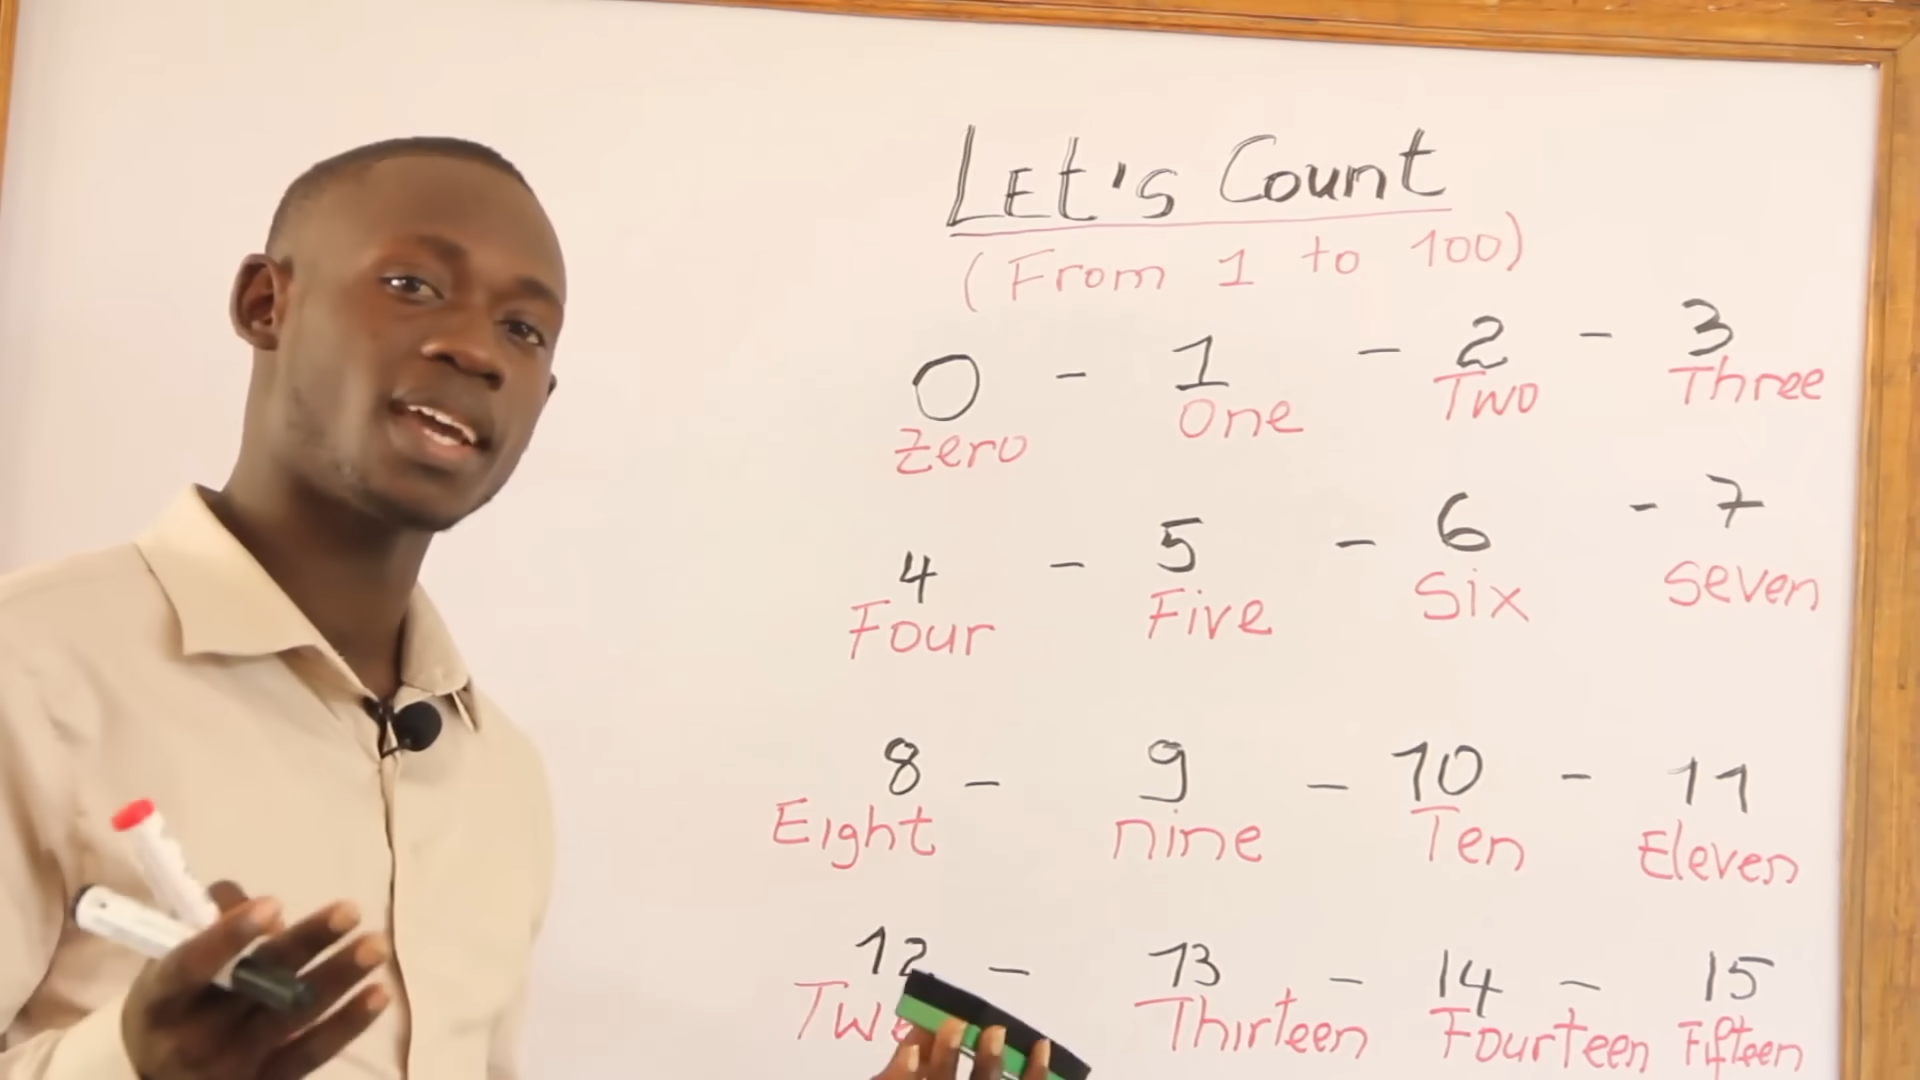 LEt's Count
(From 1 to 100)
0 - 1 - 2 - 3
Zero One Two Three
4 - 5 - 6 - 7
Four Five Six Seven
8 - 9 - 10 - 11
Eight nine Ten Eleven
12 - 13 - 14 - 15
Thirteen Fourteen Fifteen